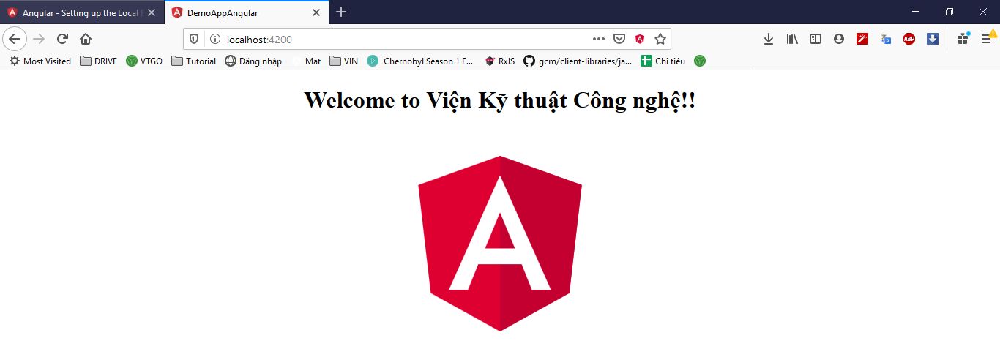 Angular - Setting up the Local
DemoAppAngular
localhost:4200
ABP
Most Visited DRIVE VTGO Tutorial Đăng nhập Mat VIN Chernobyl Season 1 E... RxJS gcm/client-libraries/ja... Chi tiêu
Welcome to Viện Kỹ thuật Công nghệ!!
A